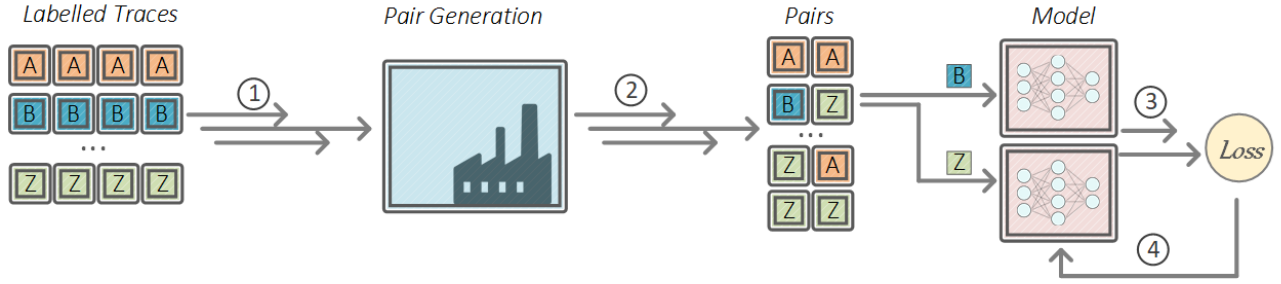 Labelled Traces
Pair Generation
Pairs
Model
A A A A
B B B B
...
Z Z Z Z
1
2
A A
B Z
...
Z A
Z Z
B
Z
3
Loss
4